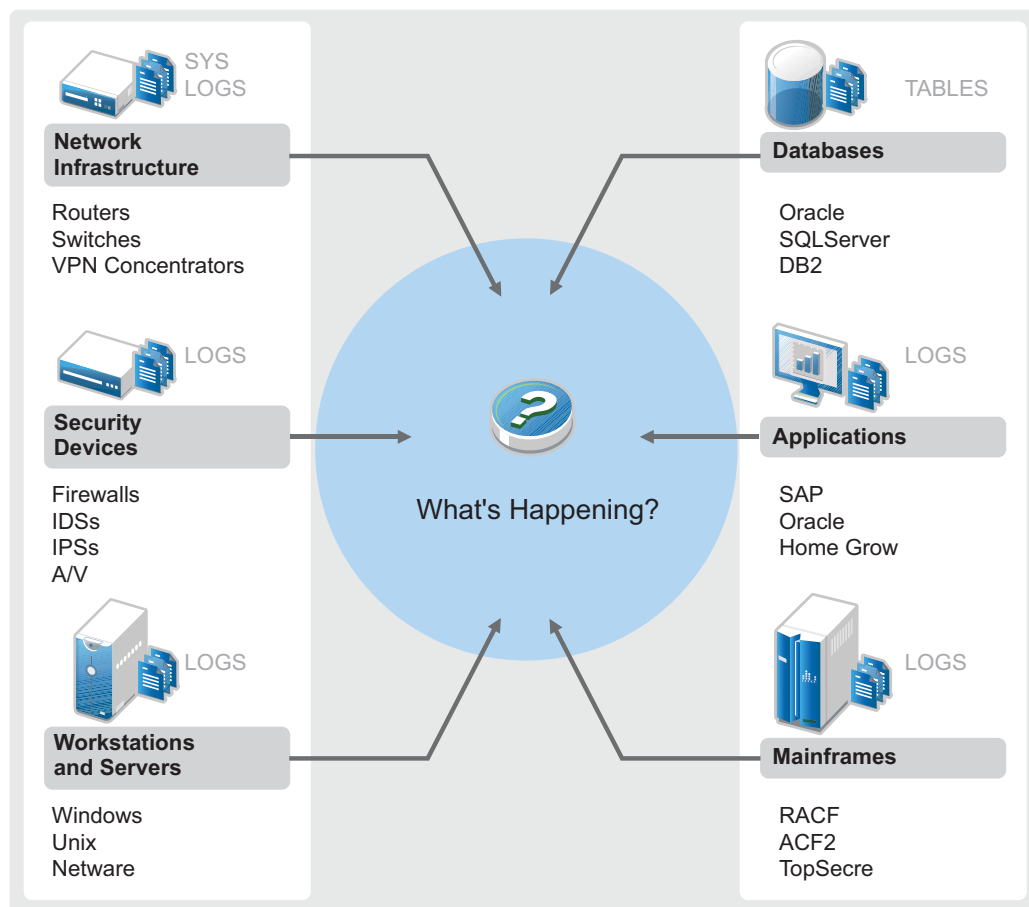 SYS
LOGS
Network
Infrastructure
Routers
Switches
VPN Concentrators
LOGS
Security
Devices
Firewalls
IDSs
IPSs
A/V
LOGS
Workstations
and Servers
Windows
Unix
Netware
?
What's Happening?
TABLES
Databases
Oracle
SQLServer
DB2
LOGS
Applications
SAP
Oracle
Home Grow
LOGS
Mainframes
RACF
ACF2
TopSecre